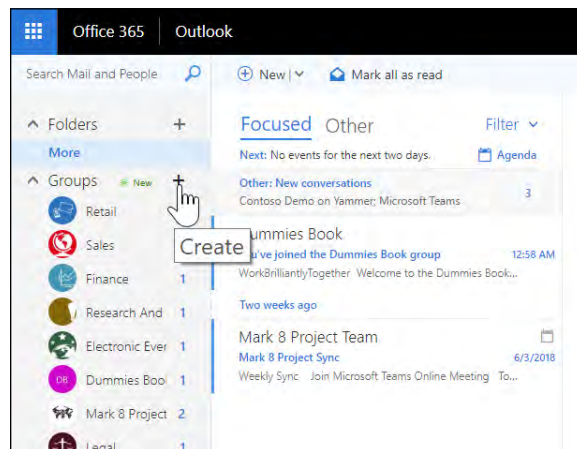 Office 365 Outlook
Search Mail and People
New
Mark all as read
Folders
More
Groups New
Create
Retail
Sales
Finance 1
Research And 1
Electronic Ever 1
DB Dummies Boo 1
Mark 8 Project 2
Legal 1
Focused Other Filter
Next: No events for the next two days. Agenda
Other: New conversations
Contoso Demo on Yammer; Microsoft Teams 3
ummies Book
've joined the Dummies Book group 12:58 AM
WorkBrilliantlyTogether Welcome to the Dummies Book...
Two weeks ago
Mark 8 Project Team
Mark 8 Project Sync 6/3/2018
Weekly Sync Join Microsoft Teams Online Meeting To...